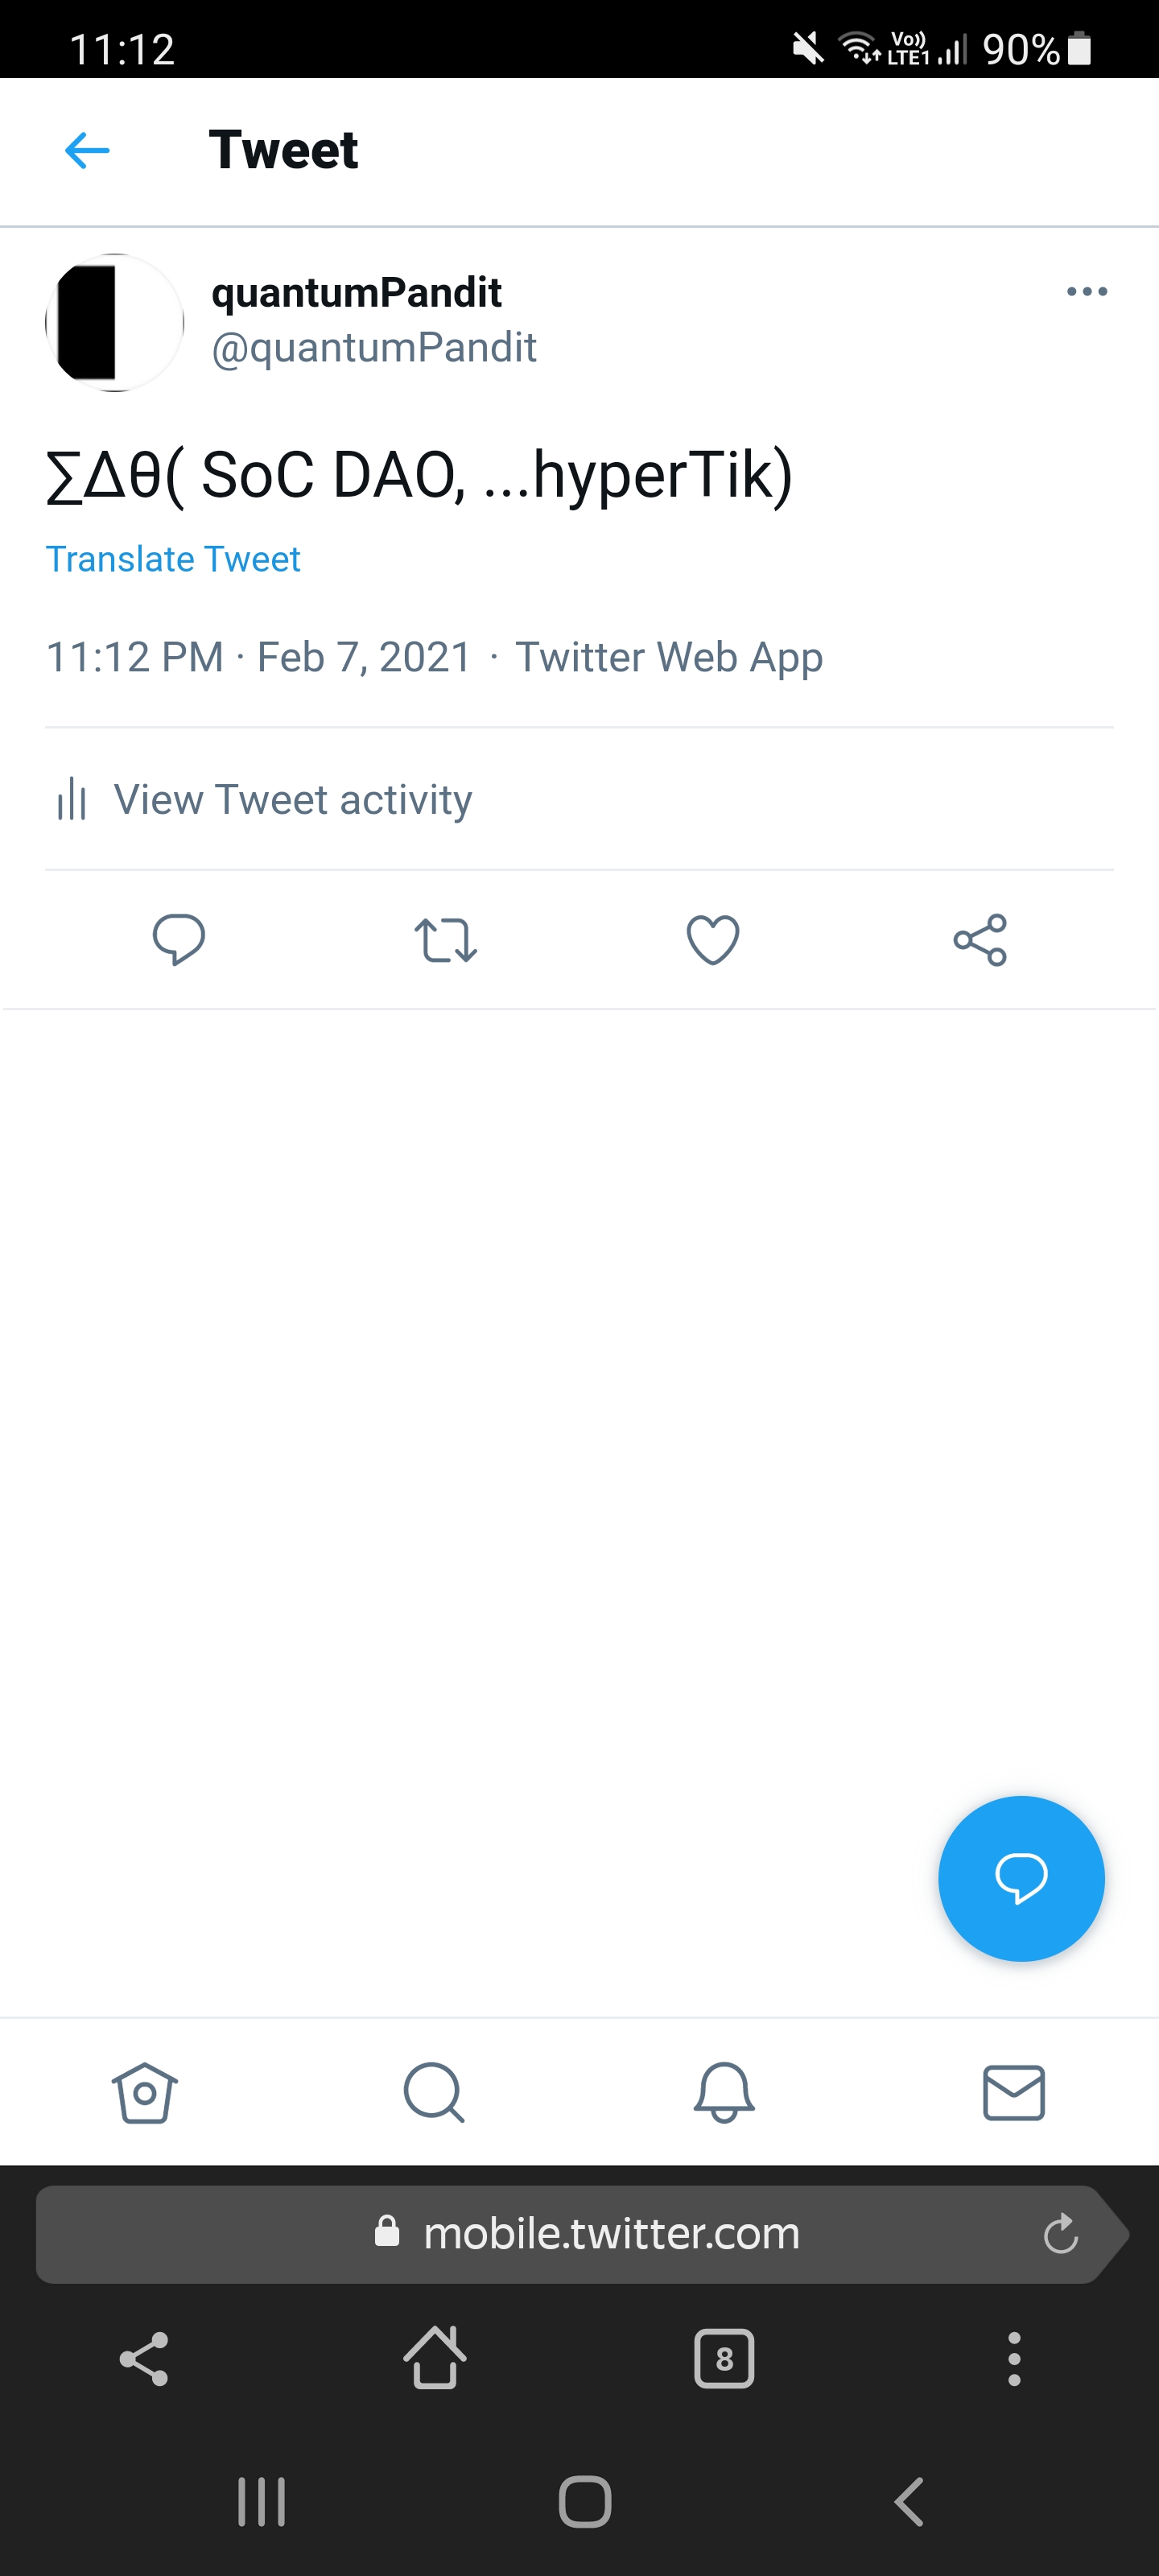 11:12
Vo)) LTE1 90%
Tweet
quantumPandit
@quantumPandit
∑Δθ( SoC DAO, ...hyperTik)
Translate Tweet
11:12 PM · Feb 7, 2021 · Twitter Web App
View Tweet activity
mobile.twitter.com
8